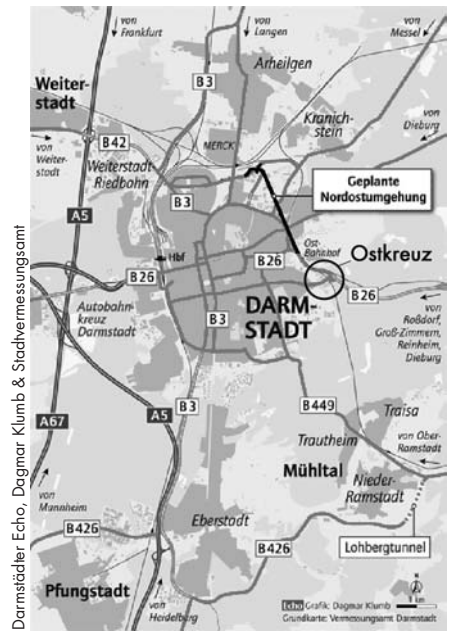 von
Frankfurt
von
Langen
von
Messel
Arheilgen
B3
Weiter-
stadt
Kranich-
stein
MERCK
von
Dieburg
B42
von
Weiter-
stadt
Weiterstadt-
Riedbahn
Geplante
Nordostumgehung
B3
A5
Ost-
Bahnhof
Ostkreuz
Hbf
B26
B26
B26
DARM-
STADT
Autobahn-
kreuz
Darmstadt
B3
von
Roßdorf,
Groß-Zimmern,
Reinheim,
Dieburg
B3
A5
A67
B449
Traisa
Trautheim
von Ober-
Ramstadt
Mühltal
von
Mannheim
Nieder-
Ramstadt
Eberstadt
B426
B426
Lohbergtunnel
Pfungstadt
von
Heidelberg
N
1 km
Echo Grafik: Dagmar Klumb
Grundkarte: Vermessungsamt Darmstadt
Darmstädter Echo, Dagmar Klumb & Stadtvermessungsamt